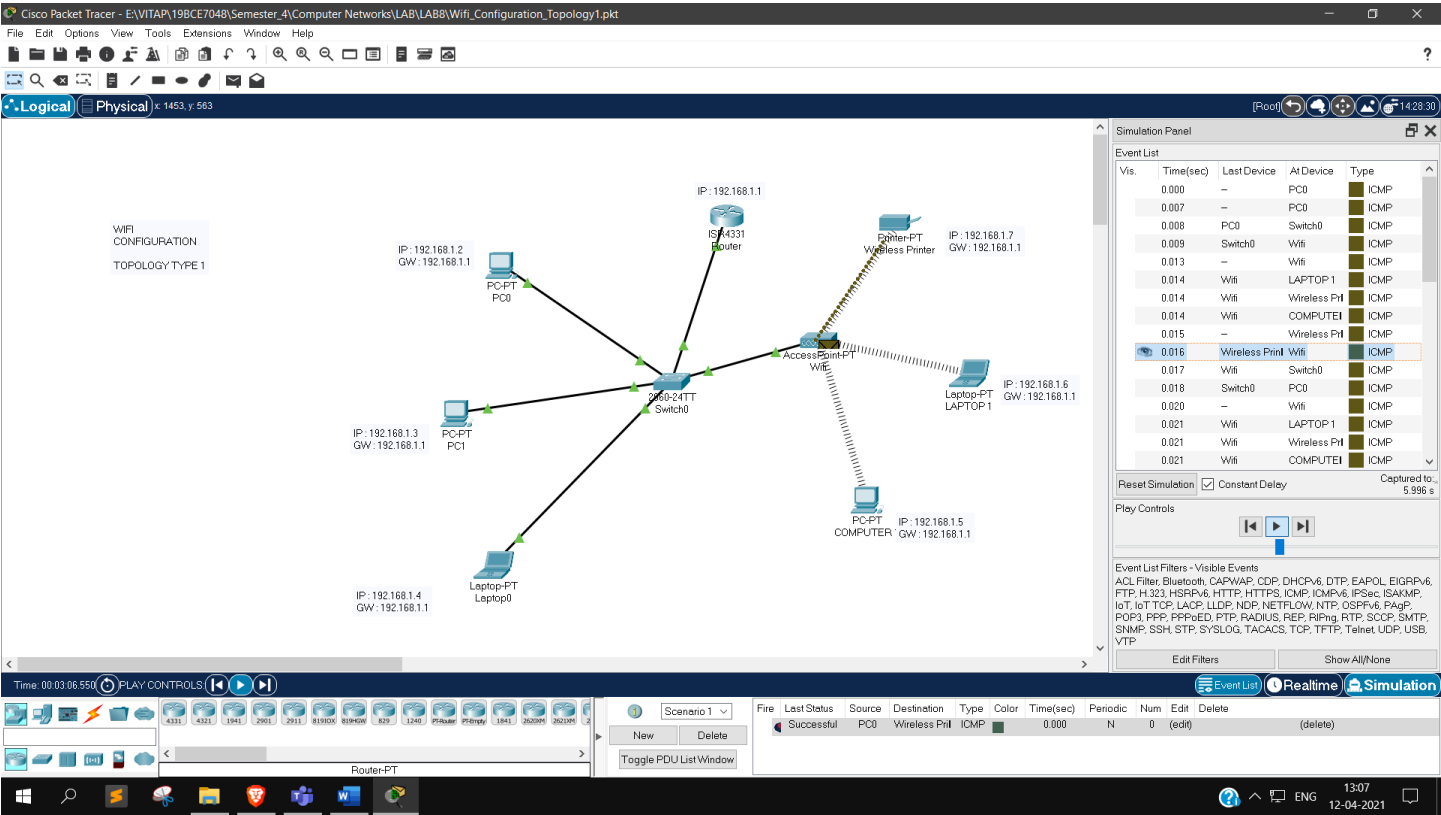 Cisco Packet Tracer - E:\VITAP\19BCE7048\Semester_4\Computer Networks\LAB\LAB8\Wifi_Configuration_Topology1.pkt
File Edit Options View Tools Extensions Window Help
?
Logical Physical x: 1453, y: 563
[Root] 14:28:30
WIFI
CONFIGURATION
TOPOLOGY TYPE 1
IP : 192.168.1.1
ISR4331
Router
IP : 192.168.1.2
GW : 192.168.1.1
PC-PT
PC0
Printer-PT
Wireless Printer
IP : 192.168.1.7
GW : 192.168.1.1
AccessPoint-PT
Wifi
2960-24TT
Switch0
IP : 192.168.1.3
GW : 192.168.1.1
PC-PT
PC1
Laptop-PT
LAPTOP 1
IP : 192.168.1.6
GW : 192.168.1.1
PC-PT
COMPUTER
IP : 192.168.1.5
GW : 192.168.1.1
IP : 192.168.1.4
GW : 192.168.1.1
Laptop-PT
Laptop0
Simulation Panel
Event List
Vis. Time(sec) Last Device At Device Type
0.000 – PC0 ICMP
0.007 – PC0 ICMP
0.008 PC0 Switch0 ICMP
0.009 Switch0 Wifi ICMP
0.013 – Wifi ICMP
0.014 Wifi LAPTOP 1 ICMP
0.014 Wifi Wireless Pri ICMP
0.014 Wifi COMPUTEI ICMP
0.015 – Wireless Pri ICMP
0.016 Wireless Print Wifi ICMP
0.017 Wifi Switch0 ICMP
0.018 Switch0 PC0 ICMP
0.020 – Wifi ICMP
0.021 Wifi LAPTOP 1 ICMP
0.021 Wifi Wireless Pri ICMP
0.021 Wifi COMPUTEI ICMP
Reset Simulation Constant Delay Captured to:
5.996 s
Play Controls
Event List Filters - Visible Events
ACL Filter, Bluetooth, CAPWAP, CDP, DHCPv6, DTP, EAPOL, EIGRPv6,
FTP, H.323, HSRPv6, HTTP, HTTPS, ICMP, ICMPv6, IPSec, ISAKMP,
IoT, IoT TCP, LACP, LLDP, NDP, NETFLOW, NTP, OSPFv6, PAgP,
POP3, PPP, PPPoED, PTP, RADIUS, REP, RIPng, RTP, SCCP, SMTP,
SNMP, SSH, STP, SYSLOG, TACACS, TCP, TFTP, Telnet, UDP, USB,
VTP
Edit Filters Show All/None
Time: 00:03:06.550 PLAY CONTROLS: Event List Realtime Simulation
4331 4321 1941 2901 2911 819IOX 819HGW 829 1240 PT-Router PT-Empty 1841 2620XM 2621XM 2
Router-PT
Scenario 1
New Delete
Toggle PDU List Window
Fire Last Status Source Destination Type Color Time(sec) Periodic Num Edit Delete
Successful PC0 Wireless Pri ICMP 0.000 N 0 (edit) (delete)
ENG
13:07
12-04-2021